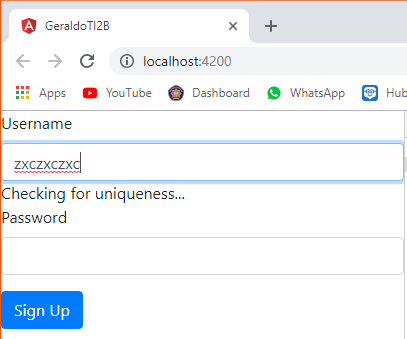 GeraldoTI2B
localhost:4200
Apps YouTube Dashboard WhatsApp Hub
Username
zxczxczxc
Checking for uniqueness...
Password
Sign Up